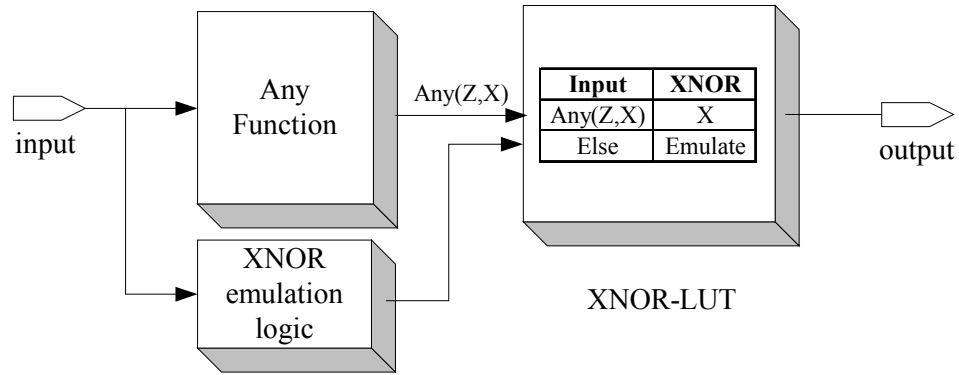 input
Any
Function
Any(Z,X)
XNOR
emulation
logic
Input XNOR
Any(Z,X) X
Else Emulate
XNOR-LUT
output